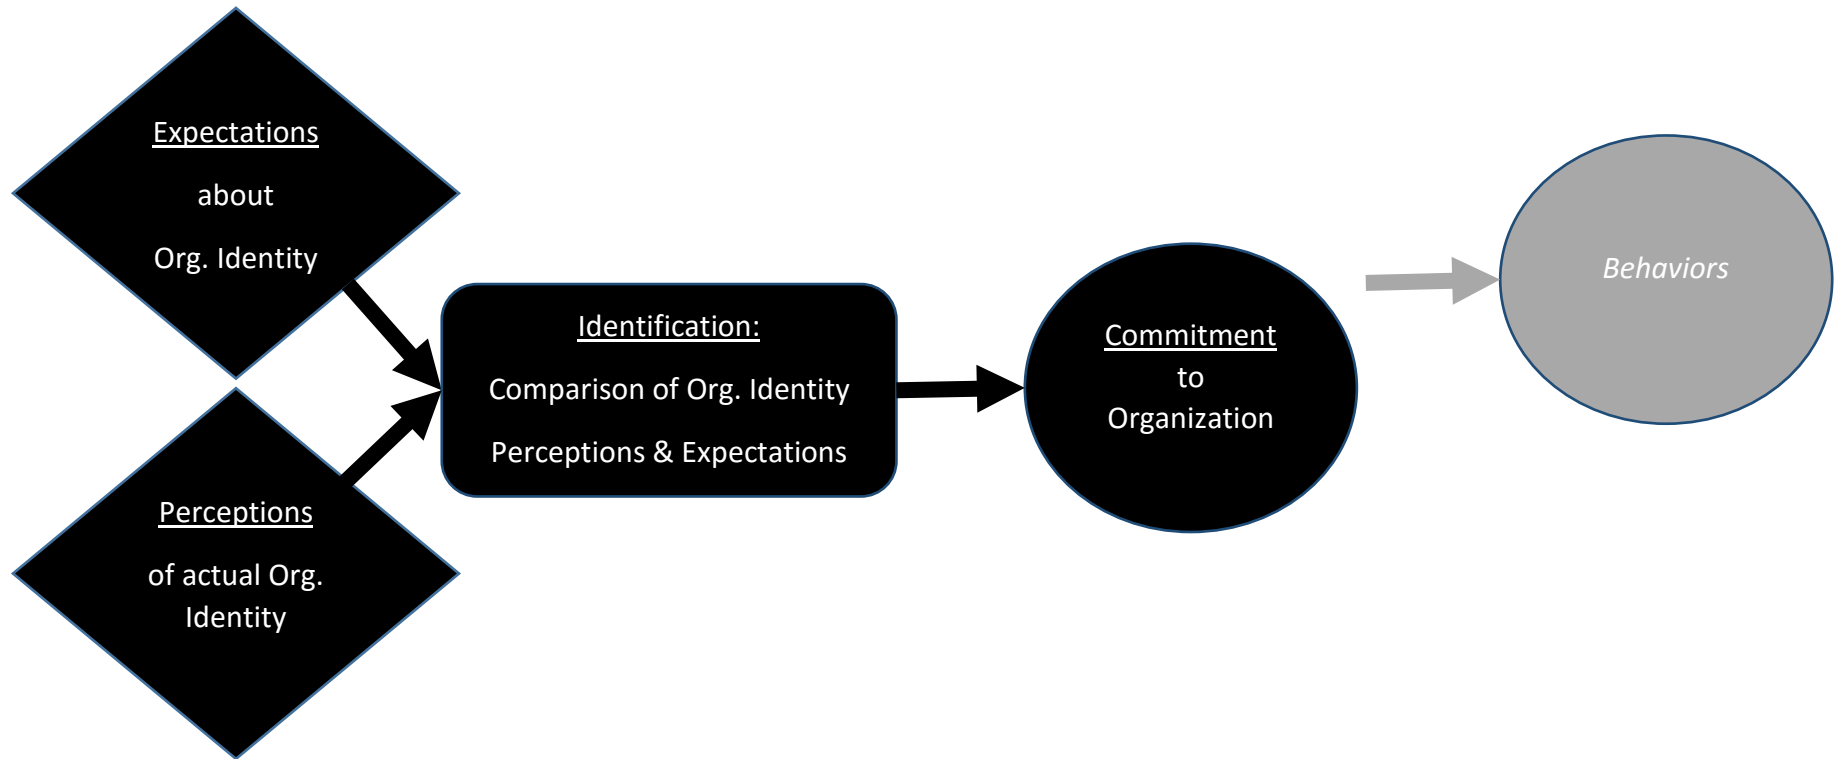 Expectations
about
Org. Identity
Perceptions
of actual Org.
Identity
Identification:
Comparison of Org. Identity
Perceptions & Expectations
Commitment
to
Organization
Behaviors